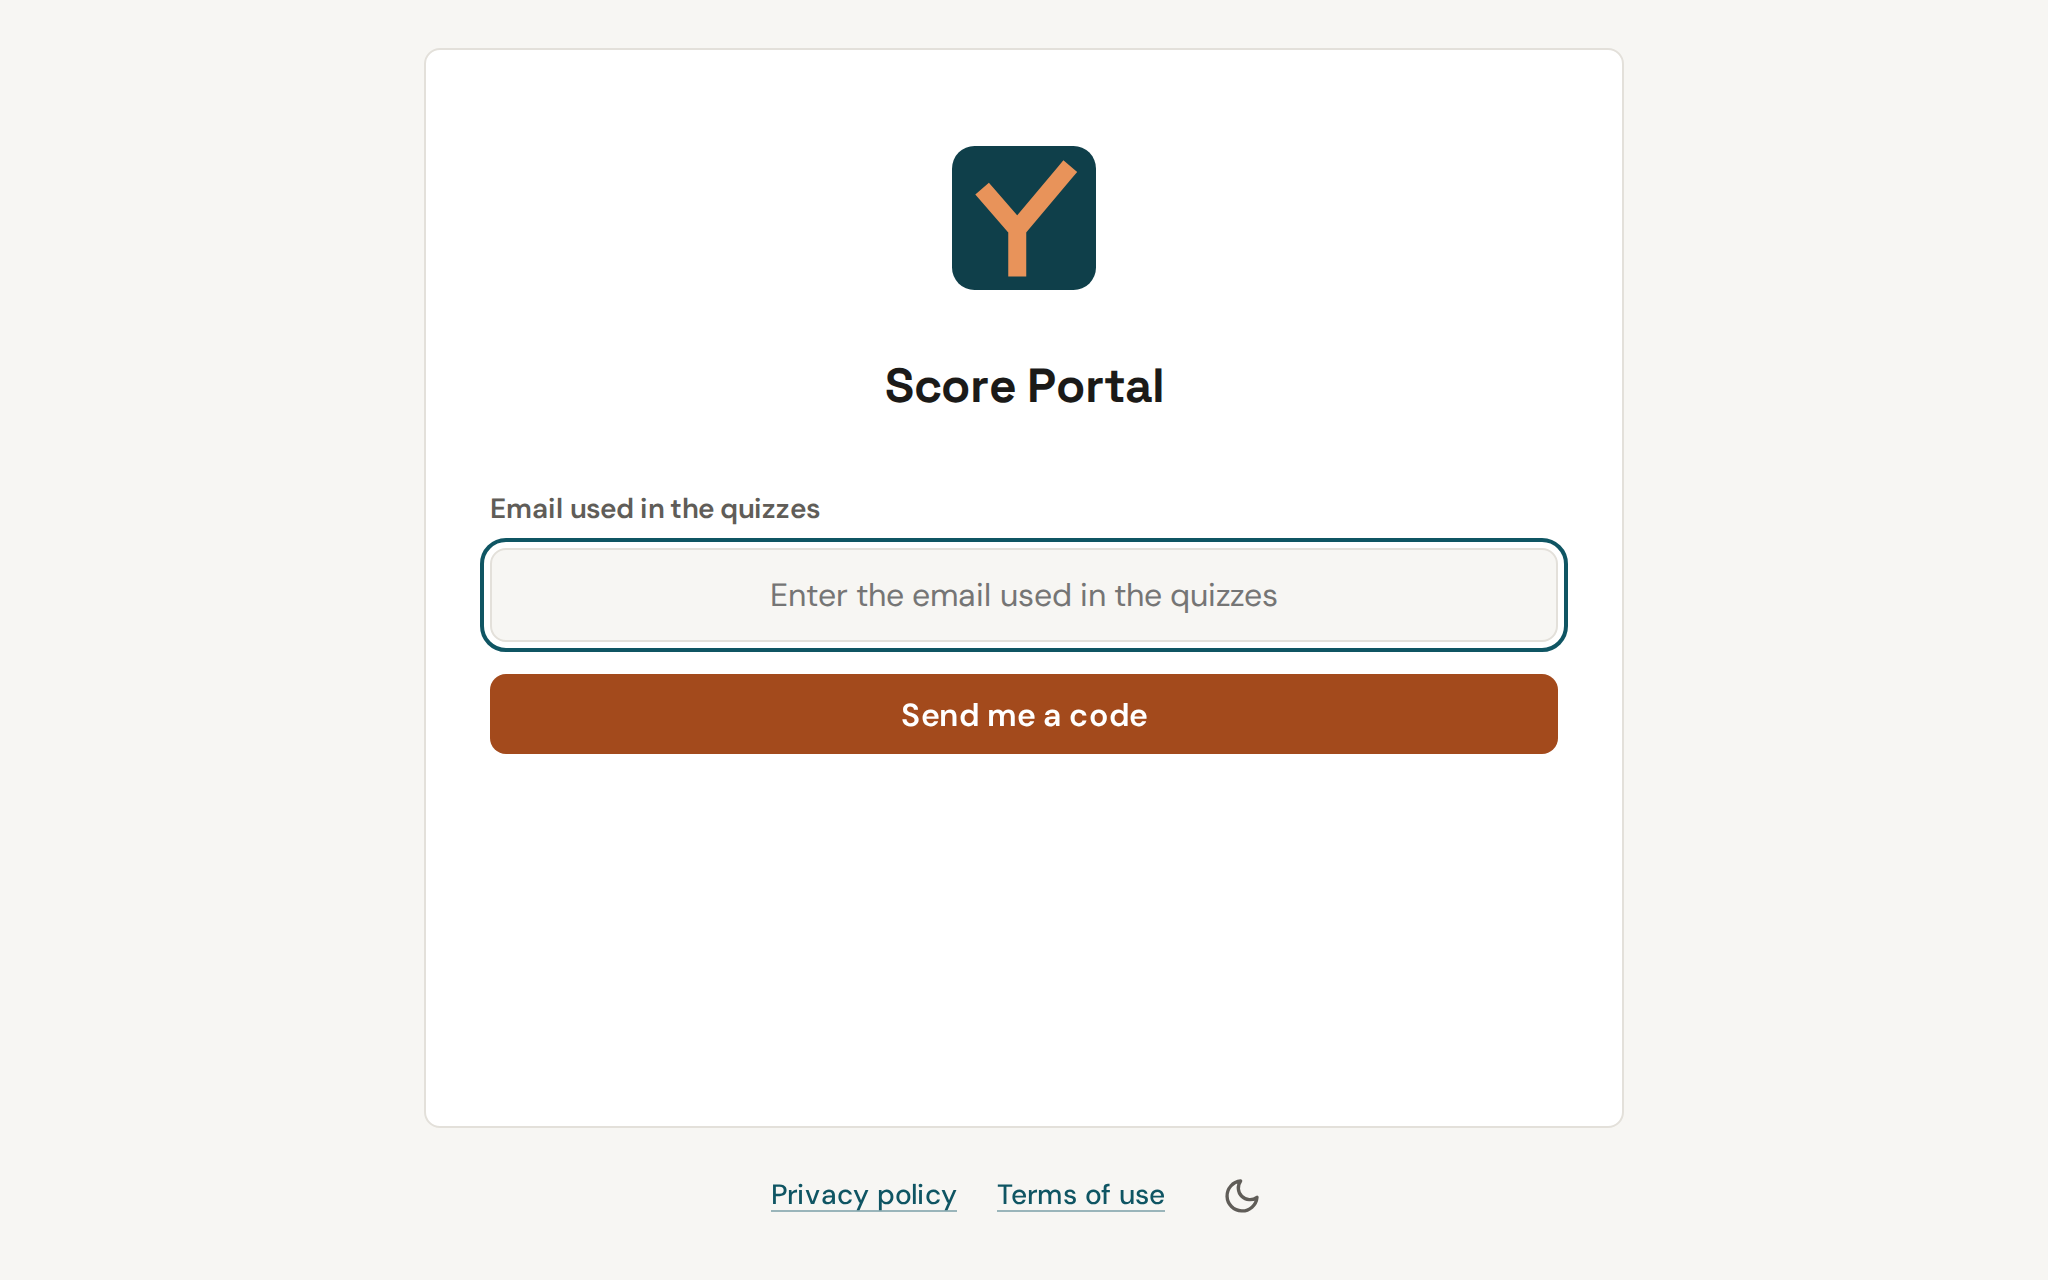 Y
Score Portal
Email used in the quizzes
Enter the email used in the quizzes
Send me a code
Privacy policy Terms of use